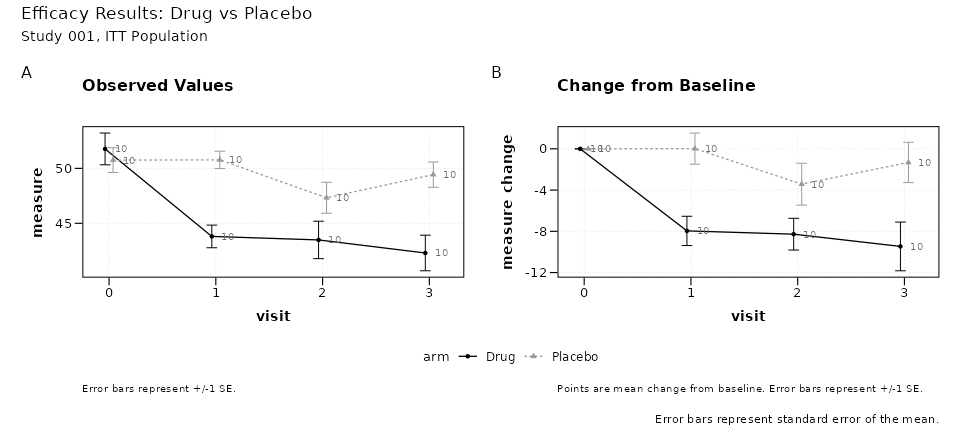 Efficacy Results: Drug vs Placebo
Study 001, ITT Population
A
Observed Values
measure
50
45
10
10
10
10
10
10
10
10
0 1 2 3
visit
B
Change from Baseline
measure change
0
-4
-8
-12
10
10
10
10
10
10
10
10
0 1 2 3
visit
arm Drug Placebo
Error bars represent +/-1 SE.
Points are mean change from baseline. Error bars represent +/-1 SE.
Error bars represent standard error of the mean.